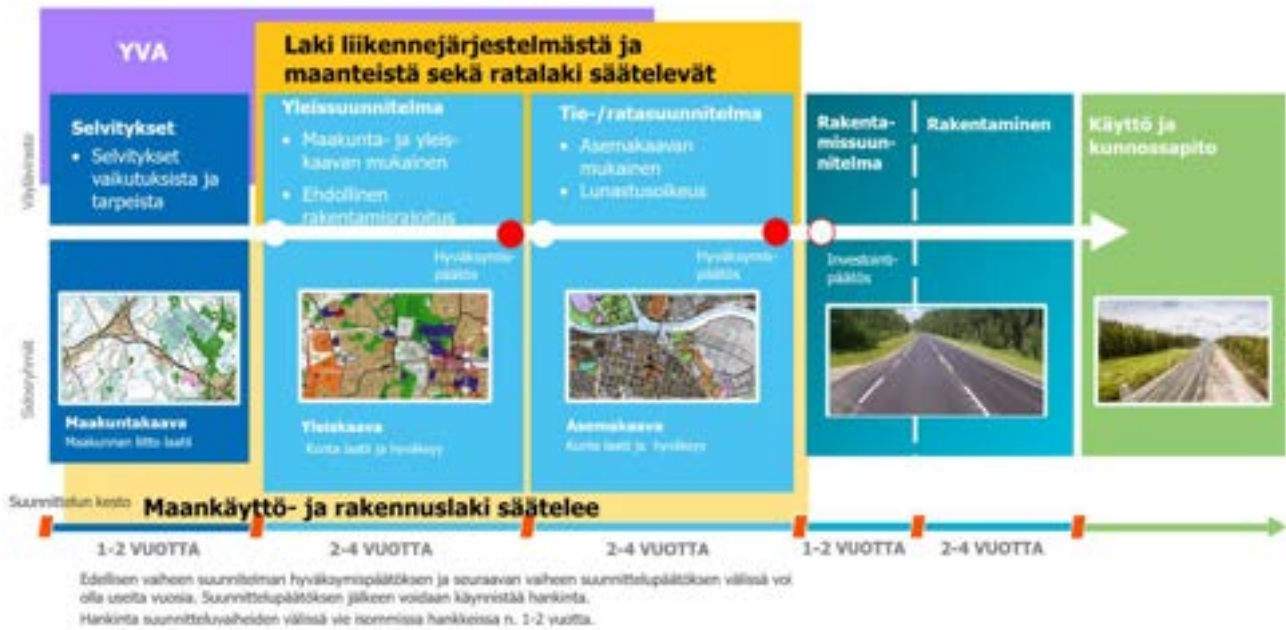 YVA
Laki liikennejärjestelmästä ja
maanteistä sekä ratalaki säätelevät
Väylävirasto
Selvitykset
• Selvitykset
vaikutuksista ja
tarpeista
Yleissuunnitelma
• Maakunta- ja yleis-
kaavan mukainen
• Ehdollinen
rakentamisrajoitus
Tie-/ratasuunnitelma
• Asemakaavan
mukainen
• Lunastusoikeus
Rakenta-
missuun-
nitelma
Rakentaminen
Käyttö ja
kunnossapito
Hyväksymis-
päätös
Hyväksymis-
päätös
Investointi-
päätös
Sidosryhmät
Maakuntakaava
Maakunnan liitto laatii
Yleiskaava
Kunta laatii ja hyväksyy
Asemakaava
Kunta laatii ja hyväksyy
Suunnittelun kesto
Maankäyttö- ja rakennuslaki säätelee
1-2 VUOTTA
2-4 VUOTTA
2-4 VUOTTA
1-2 VUOTTA
2-4 VUOTTA
Edellisen vaiheen suunnitelman hyväksymispäätöksen ja seuraavan vaiheen suunnittelupäätöksen välissä voi
olla useita vuosia. Suunnittelupäätöksen jälkeen voidaan käynnistää hankinta.
Hankinta suunnitteluvaiheiden välissä vie isommissa hankkeissa n. 1-2 vuotta.